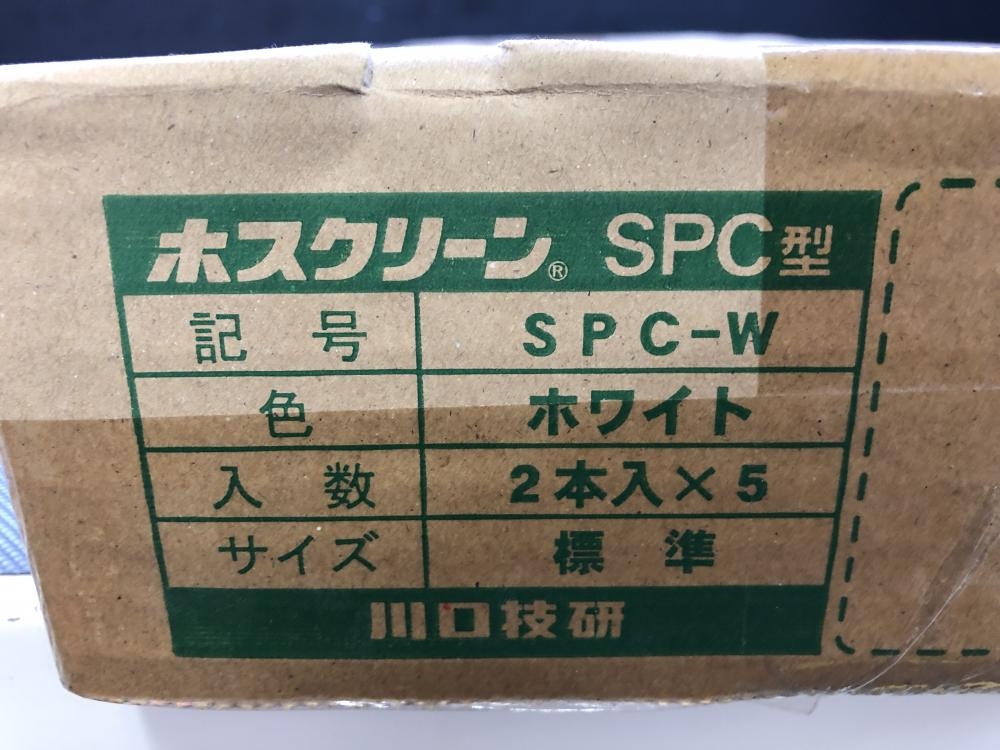 ホスクリーン® SPC型
記号 SPC-W
色 ホワイト
入数 2本入×5
サイズ 標準
川口技研